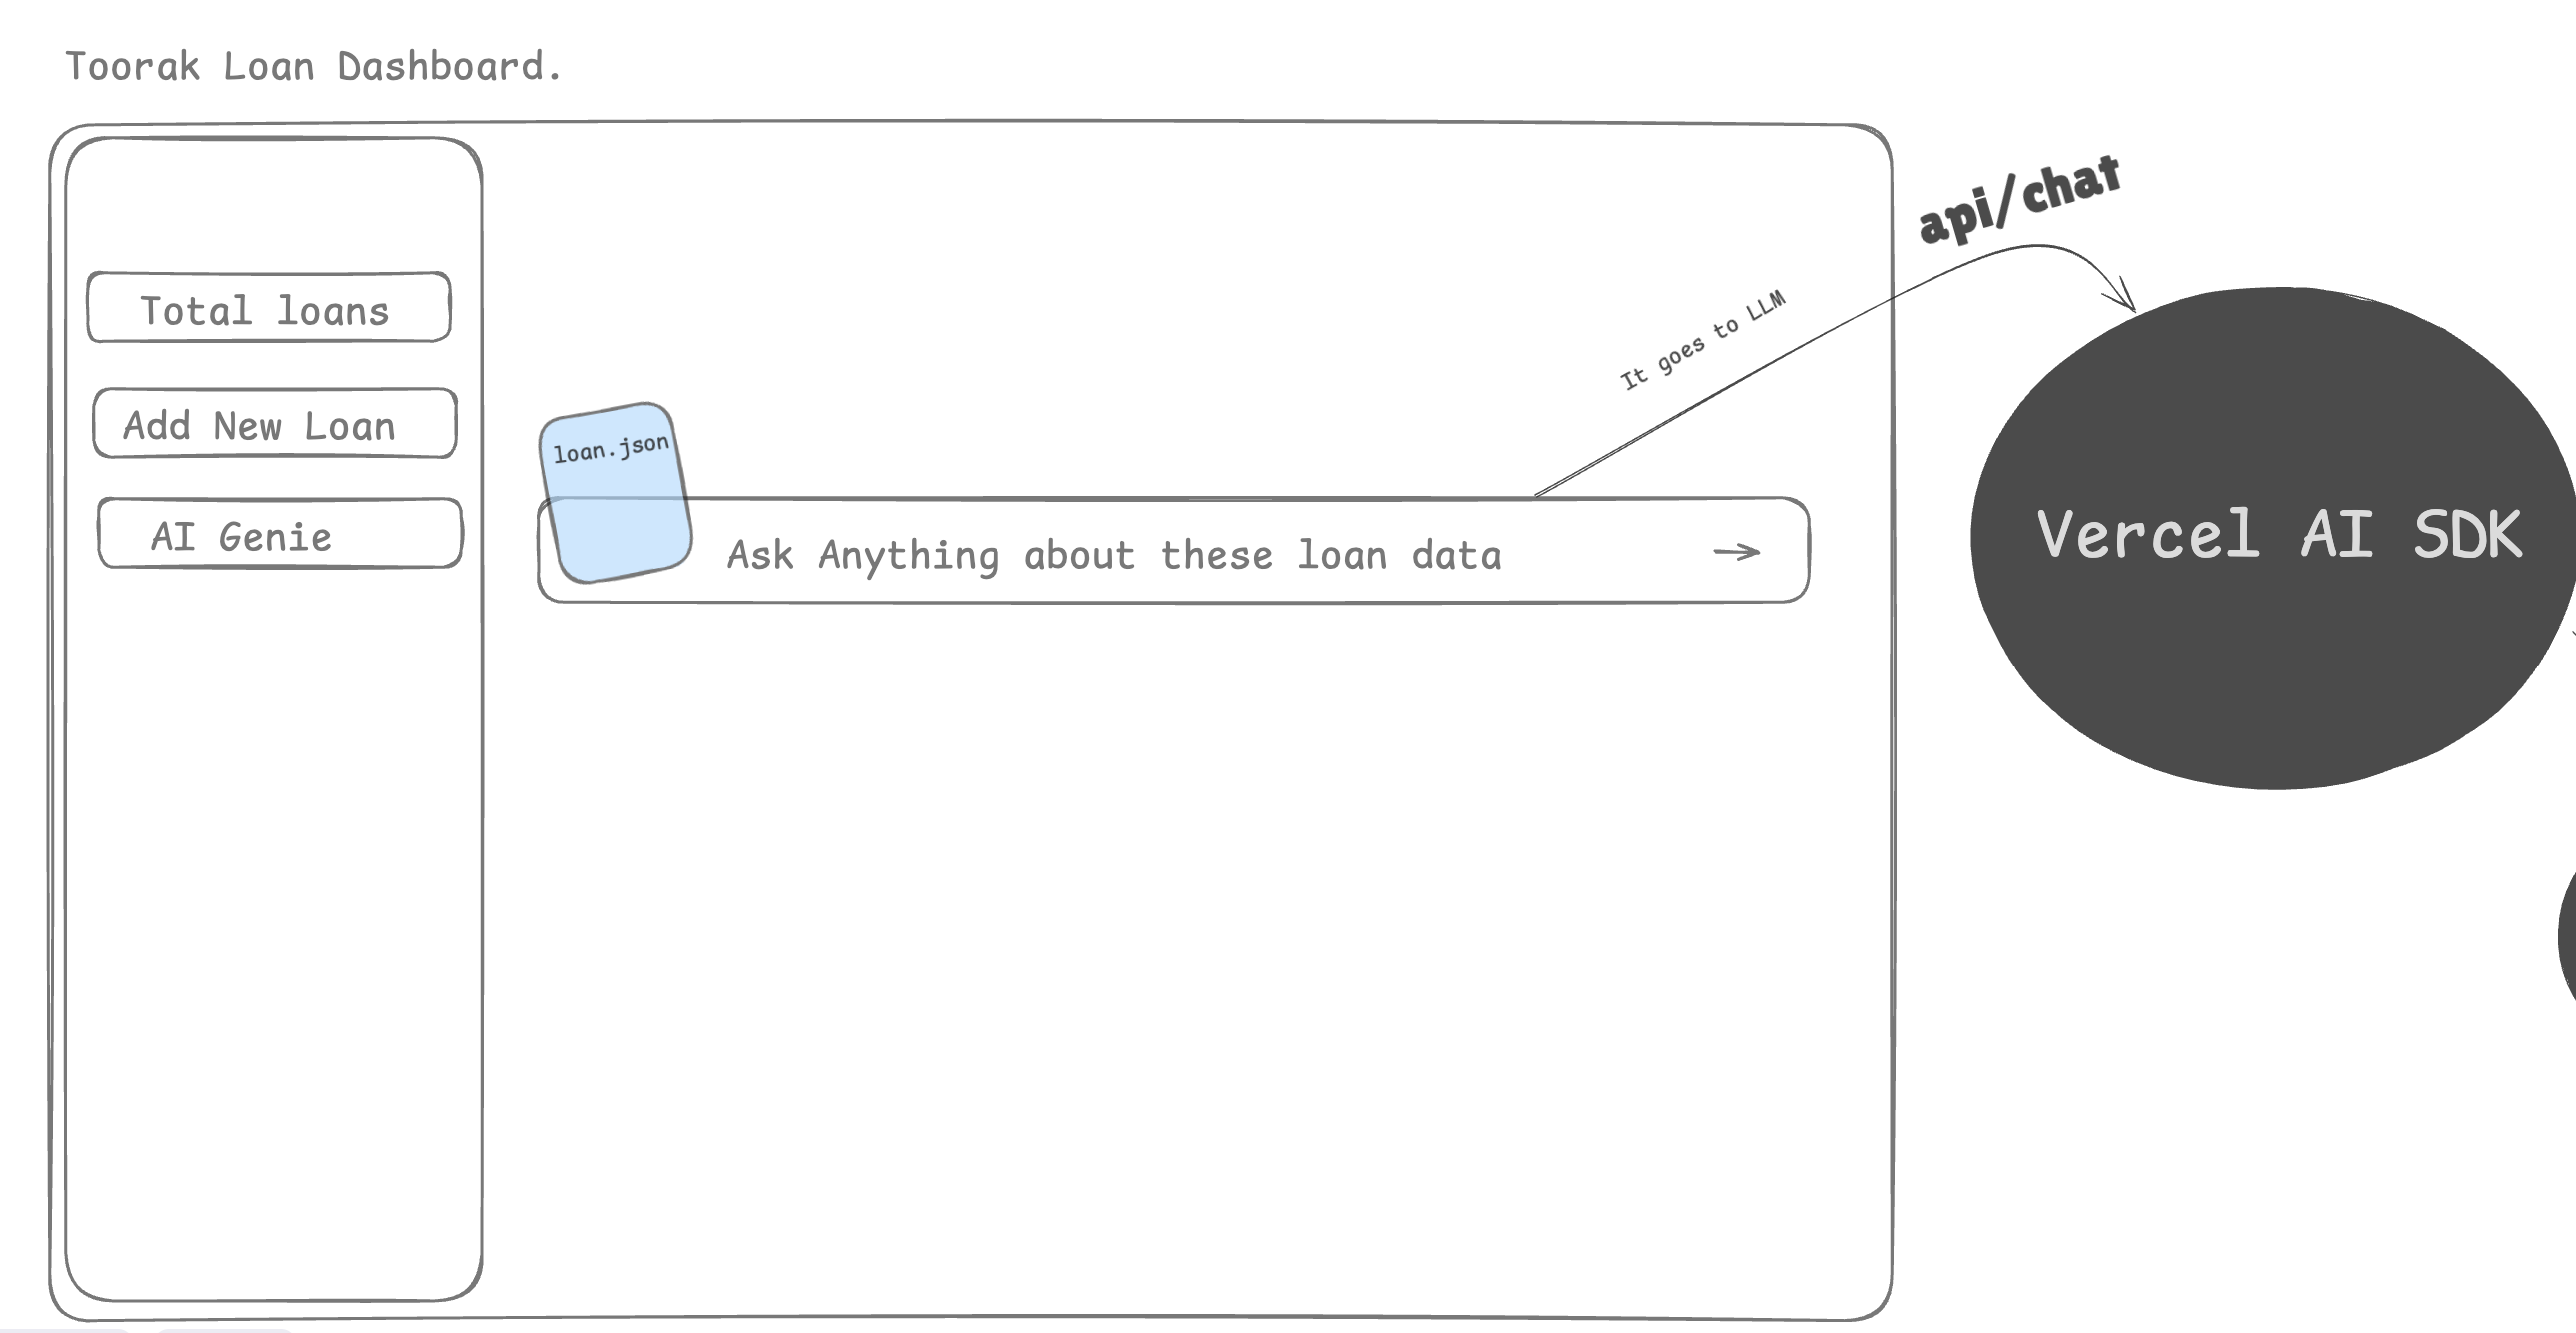 Toorak Loan Dashboard.
api/chat
Total loans
It goes to LLM
Add New Loan
loan.json
AI Genie
Ask Anything about these loan data
Vercel AI SDK